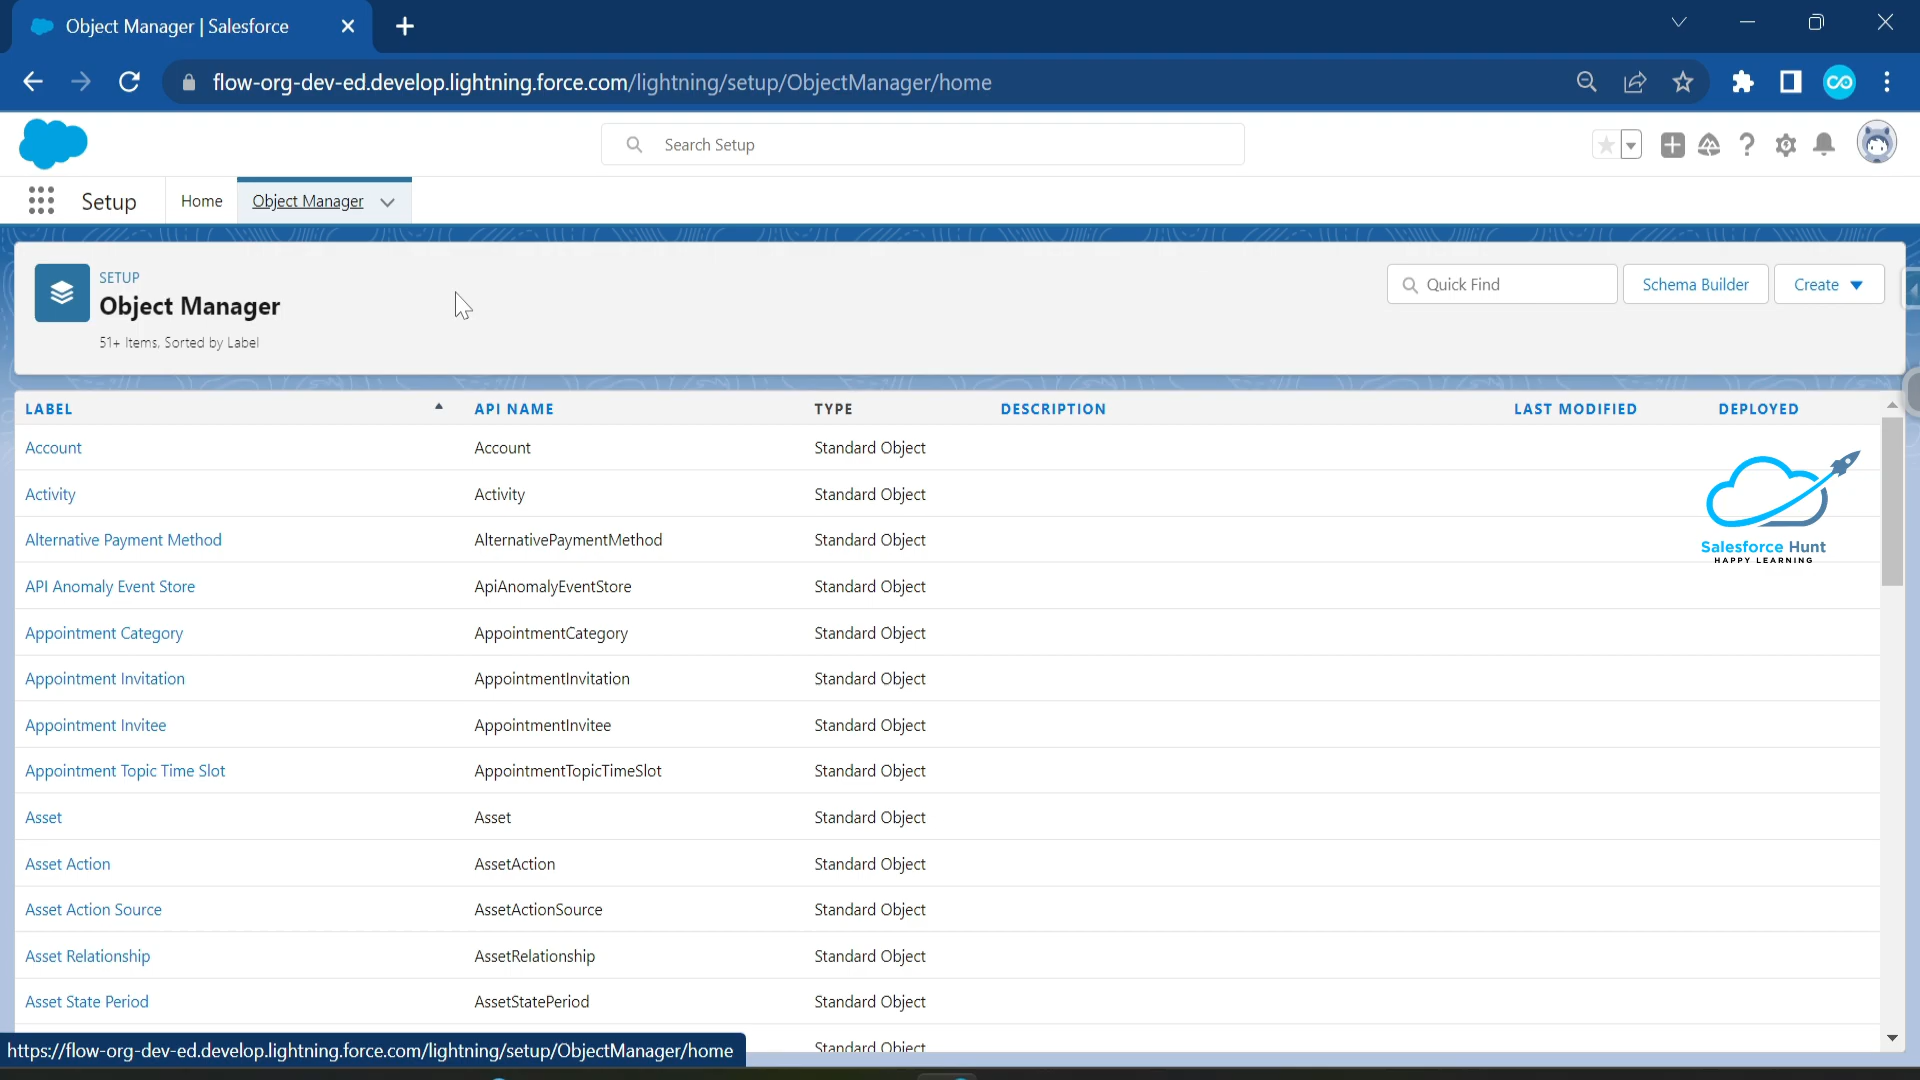 Object Manager | Salesforce
flow-org-dev-ed.develop.lightning.force.com/lightning/setup/ObjectManager/home
Search Setup
Setup Home Object Manager
SETUP
Object Manager
51+ Items, Sorted by Label
Quick Find Schema Builder Create
LABEL API NAME TYPE DESCRIPTION LAST MODIFIED DEPLOYED
Account Account Standard Object
Activity Activity Standard Object
Alternative Payment Method AlternativePaymentMethod Standard Object
Salesforce Hunt
HAPPY LEARNING
API Anomaly Event Store ApiAnomalyEventStore Standard Object
Appointment Category AppointmentCategory Standard Object
Appointment Invitation AppointmentInvitation Standard Object
Appointment Invitee AppointmentInvitee Standard Object
Appointment Topic Time Slot AppointmentTopicTimeSlot Standard Object
Asset Asset Standard Object
Asset Action AssetAction Standard Object
Asset Action Source AssetActionSource Standard Object
Asset Relationship AssetRelationship Standard Object
Asset State Period AssetStatePeriod Standard Object
Standard Object
https://flow-org-dev-ed.develop.lightning.force.com/lightning/setup/ObjectManager/home